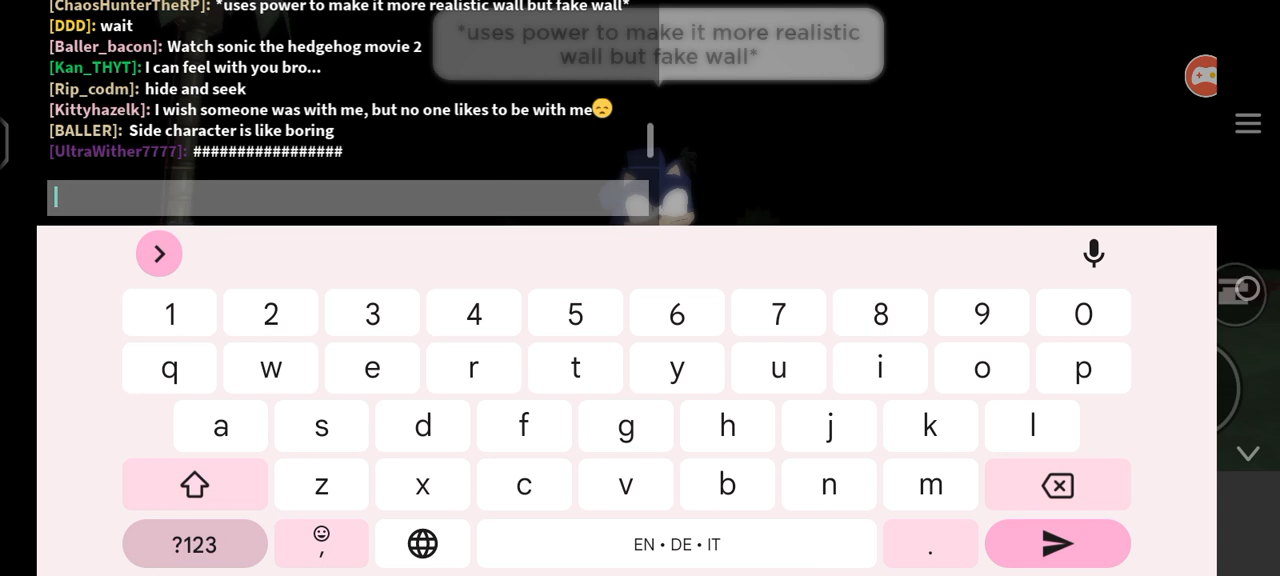 [ChaosHunterTheRP]: *uses power to make it more realistic wall but fake wall*
[DDD]: wait
[Baller_bacon]: Watch sonic the hedgehog movie 2
[Kan_THYT]: I can feel with you bro...
[Rip_codm]: hide and seek
[Kittyhazelk]: I wish someone was with me, but no one likes to be with me😞
[BALLER]: Side character is like boring
[UltraWither7777]: #################
*uses power to make it more realistic
wall but fake wall*
1 2 3 4 5 6 7 8 9 0
q w e r t y u i o p
a s d f g h j k l
z x c v b n m
?123 , EN • DE • IT .